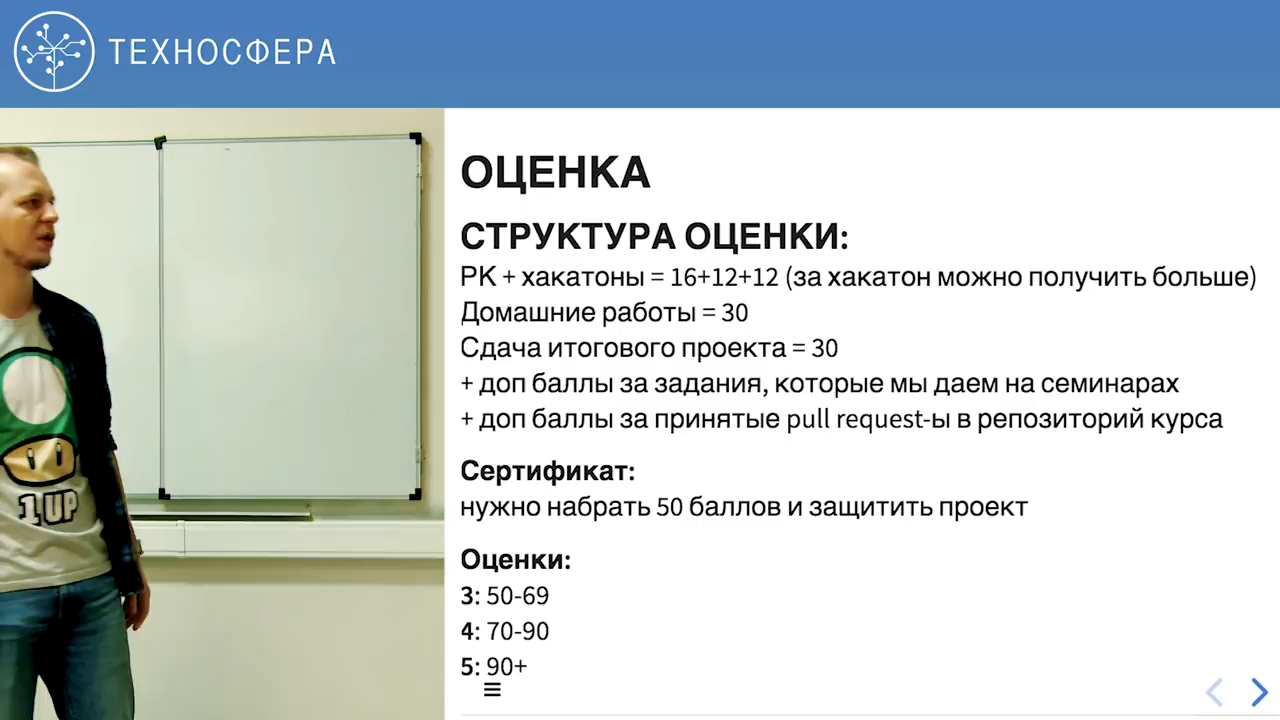 ТЕХНОСФЕРА
ОЦЕНКА
СТРУКТУРА ОЦЕНКИ:
РК + хакатоны = 16+12+12 (за хакатон можно получить больше)
Домашние работы = 30
Сдача итогового проекта = 30
+ доп баллы за задания, которые мы даем на семинарах
+ доп баллы за принятые pull request-ы в репозиторий курса
Сертификат:
нужно набрать 50 баллов и защитить проект
Оценки:
3: 50-69
4: 70-90
5: 90+
1 UP